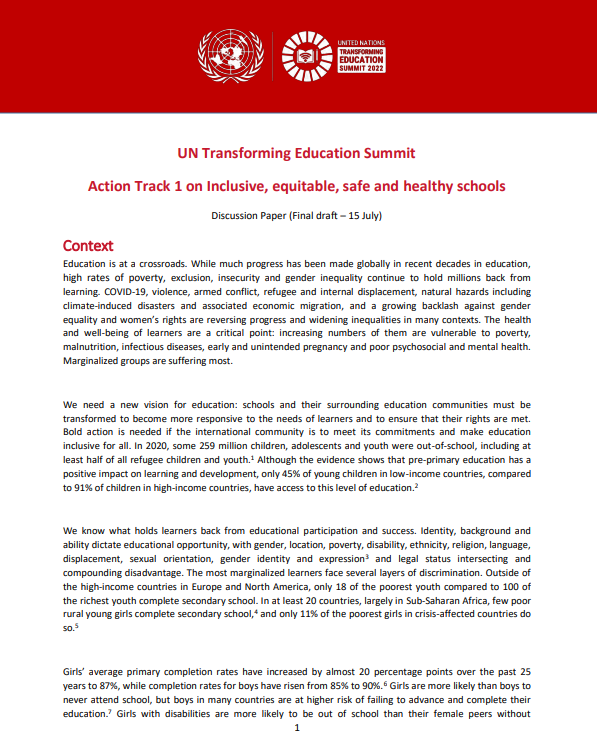 UNITED NATIONS
TRANSFORMING
EDUCATION
SUMMIT 2022
UN Transforming Education Summit
Action Track 1 on Inclusive, equitable, safe and healthy schools
Discussion Paper (Final draft – 15 July)
Context
Education is at a crossroads. While much progress has been made globally in recent decades in education,
high rates of poverty, exclusion, insecurity and gender inequality continue to hold millions back from
learning. COVID-19, violence, armed conflict, refugee and internal displacement, natural hazards including
climate-induced disasters and associated economic migration, and a growing backlash against gender
equality and women's rights are reversing progress and widening inequalities in many contexts. The health
and well-being of learners are a critical point: increasing numbers of them are vulnerable to poverty,
malnutrition, infectious diseases, early and unintended pregnancy and poor psychosocial and mental health.
Marginalized groups are suffering most.
We need a new vision for education: schools and their surrounding education communities must be
transformed to become more responsive to the needs of learners and to ensure that their rights are met.
Bold action is needed if the international community is to meet its commitments and make education
inclusive for all. In 2020, some 259 million children, adolescents and youth were out-of-school, including at
least half of all refugee children and youth.¹ Although the evidence shows that pre-primary education has a
positive impact on learning and development, only 45% of young children in low-income countries, compared
to 91% of children in high-income countries, have access to this level of education.²
We know what holds learners back from educational participation and success. Identity, background and
ability dictate educational opportunity, with gender, location, poverty, disability, ethnicity, religion, language,
displacement, sexual orientation, gender identity and expression³ and legal status intersecting and
compounding disadvantage. The most marginalized learners face several layers of discrimination. Outside of
the high-income countries in Europe and North America, only 18 of the poorest youth compared to 100 of
the richest youth complete secondary school. In at least 20 countries, largely in Sub-Saharan Africa, few poor
rural young girls complete secondary school,⁴ and only 11% of the poorest girls in crisis-affected countries do
so.⁵
Girls' average primary completion rates have increased by almost 20 percentage points over the past 25
years to 87%, while completion rates for boys have risen from 85% to 90%.⁶ Girls are more likely than boys to
never attend school, but boys in many countries are at higher risk of failing to advance and complete their
education.⁷ Girls with disabilities are more likely to be out of school than their female peers without
1